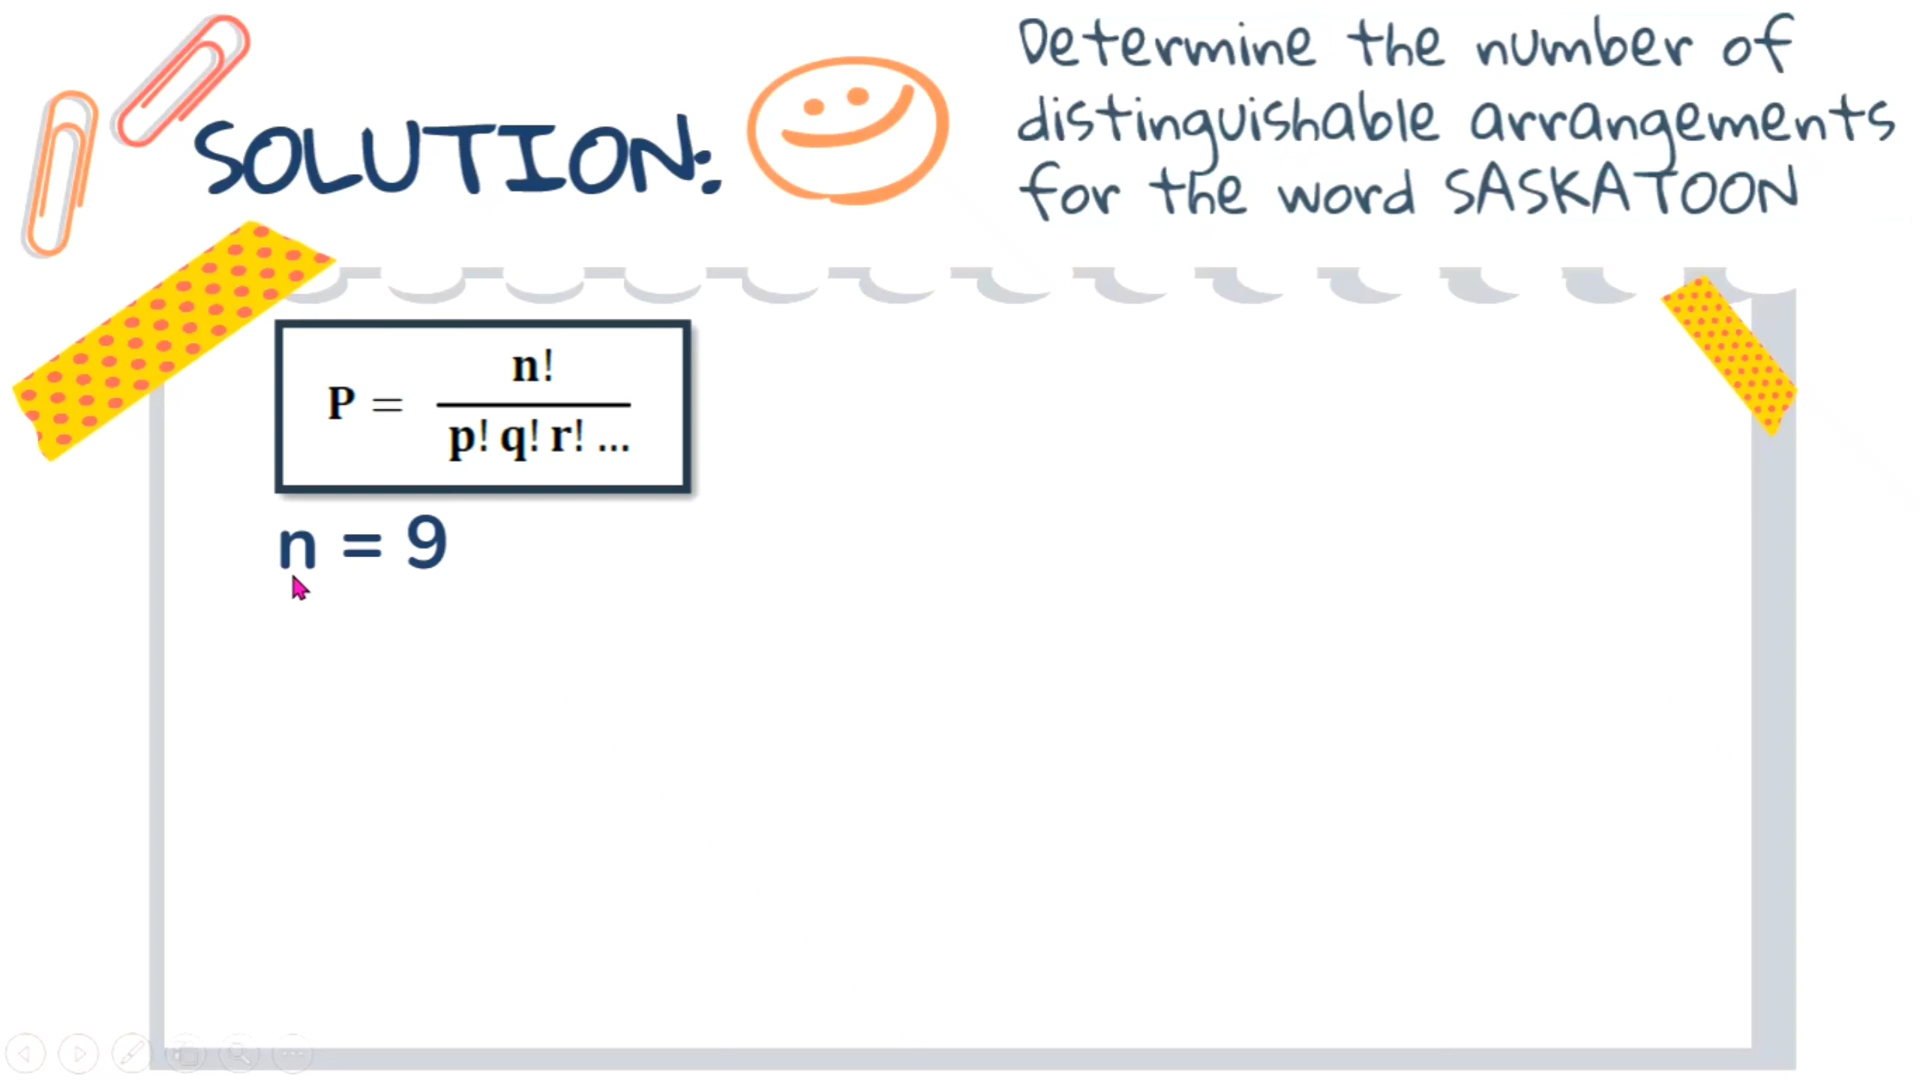 SOLUTION:
Determine the number of
distinguishable arrangements
for the word SASKATOON
P = n! / p! q! r! ...
n = 9